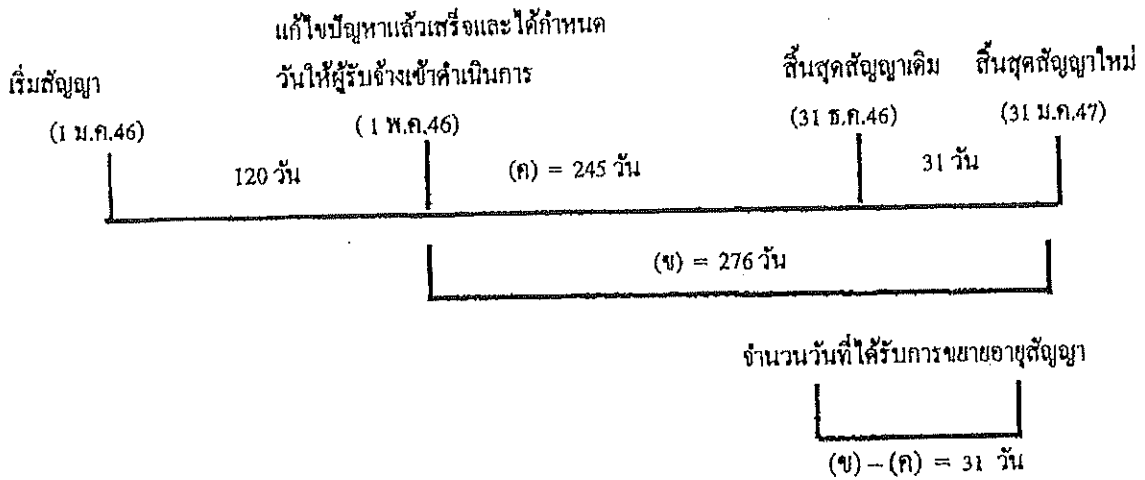 แก้ไขปัญหาแล้วเสร็จและได้กำหนด
วันให้ผู้รับจ้างเข้าดำเนินการ
เริ่มสัญญา
สิ้นสุดสัญญาเดิม
สิ้นสุดสัญญาใหม่
(1 ม.ค.46)
( 1 พ.ค.46)
(31 ธ.ค.46)
(31 ม.ค.47)
120 วัน
(ค) = 245 วัน
31 วัน
(ข) = 276 วัน
จำนวนวันที่ได้รับการขยายอายุสัญญา
(ข) – (ค) = 31 วัน